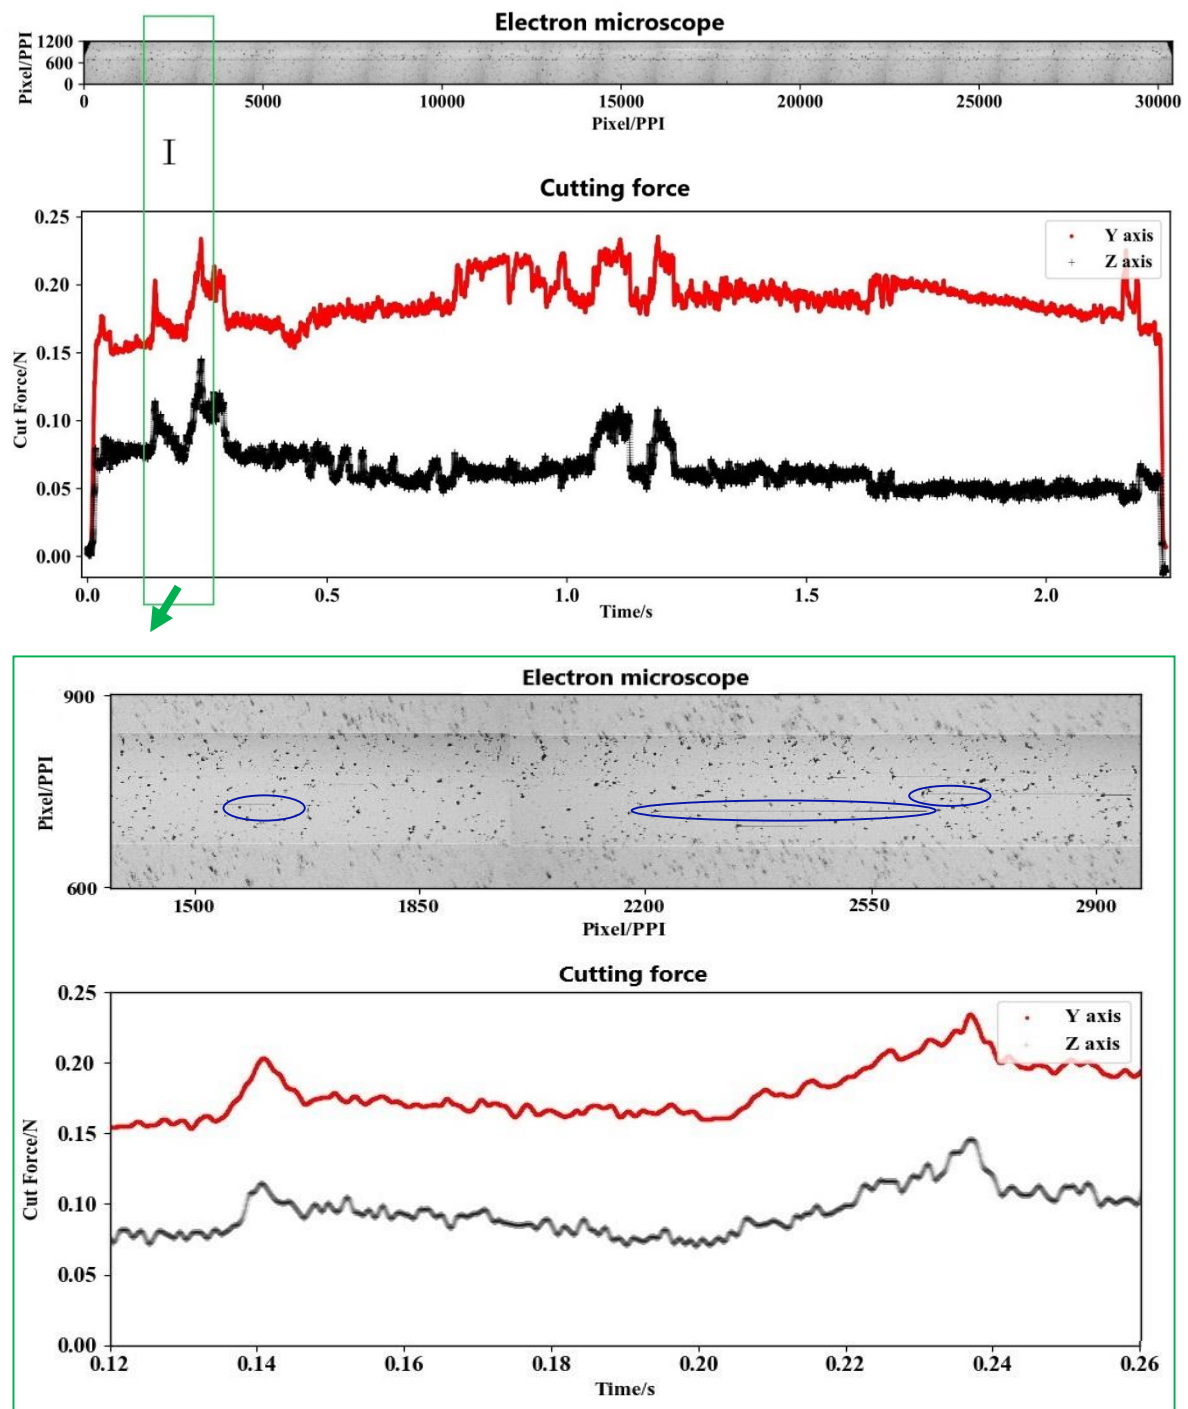 Electron microscope
Pixel/PPI
1200
600
0
0 5000 10000 15000 20000 25000 30000
Pixel/PPI
I
Cutting force
Cut Force/N
0.25
0.20
0.15
0.10
0.05
0.00
Y axis
Z axis
0.0 0.5 1.0 1.5 2.0
Time/s
Electron microscope
Pixel/PPI
900
600
1500 1850 2200 2550 2900
Pixel/PPI
Cutting force
Cut Force/N
0.25
0.20
0.15
0.10
0.05
0.00
Y axis
Z axis
0.12 0.14 0.16 0.18 0.20 0.22 0.24 0.26
Time/s